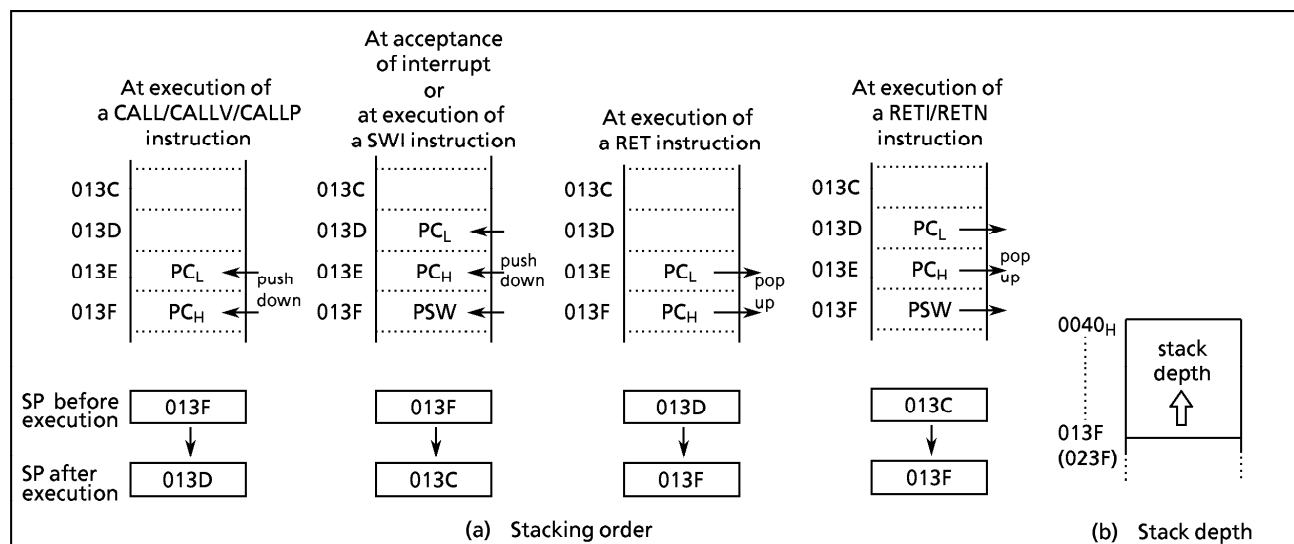 At execution of
a CALL/CALLV/CALLP
instruction
013C
013D
013E PCL
013F PCH
push
down
At acceptance
of interrupt
or
at execution of
a SWI instruction
013C
013D PCL
013E PCH
013F PSW
push
down
At execution of
a RET instruction
013C
013D
013E PCL
013F PCH
pop
up
At execution of
a RETI/RETN
instruction
013C
013D PCL
013E PCH
013F PSW
pop
up
SP before
execution
013F
013F
013D
013C
SP after
execution
013D
013C
013F
013F
(a) Stacking order
0040H
stack
depth
013F
(023F)
(b) Stack depth